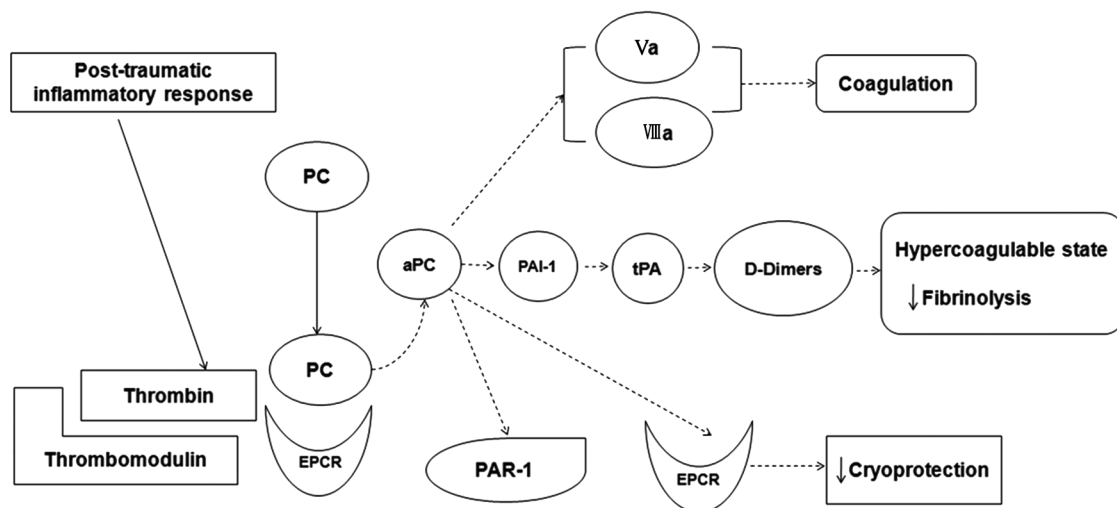 Post-traumatic
inflammatory response
PC
PC
Thrombin
Thrombomodulin
EPCR
aPC
Ⅴa
Ⅷa
Coagulation
PAI-1
tPA
D-Dimers
Hypercoagulable state
↓ Fibrinolysis
PAR-1
EPCR
↓ Cryoprotection